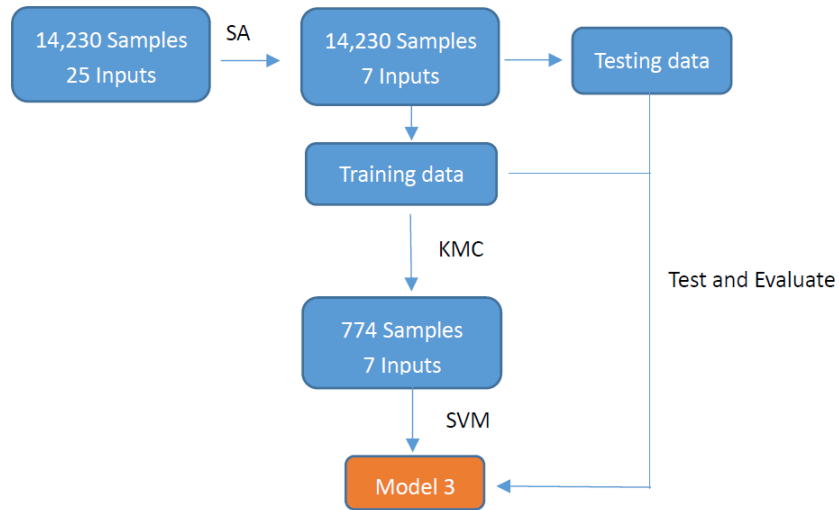 14,230 Samples
25 Inputs
SA
14,230 Samples
7 Inputs
Testing data
Training data
KMC
Test and Evaluate
774 Samples
7 Inputs
SVM
Model 3